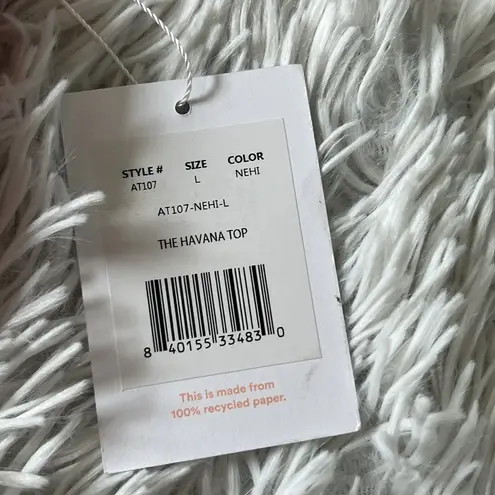 STYLE # SIZE COLOR
AT107 L NEHI
AT107-NEHI-L
THE HAVANA TOP
8 40155 33483 0
This is made from
100% recycled paper.